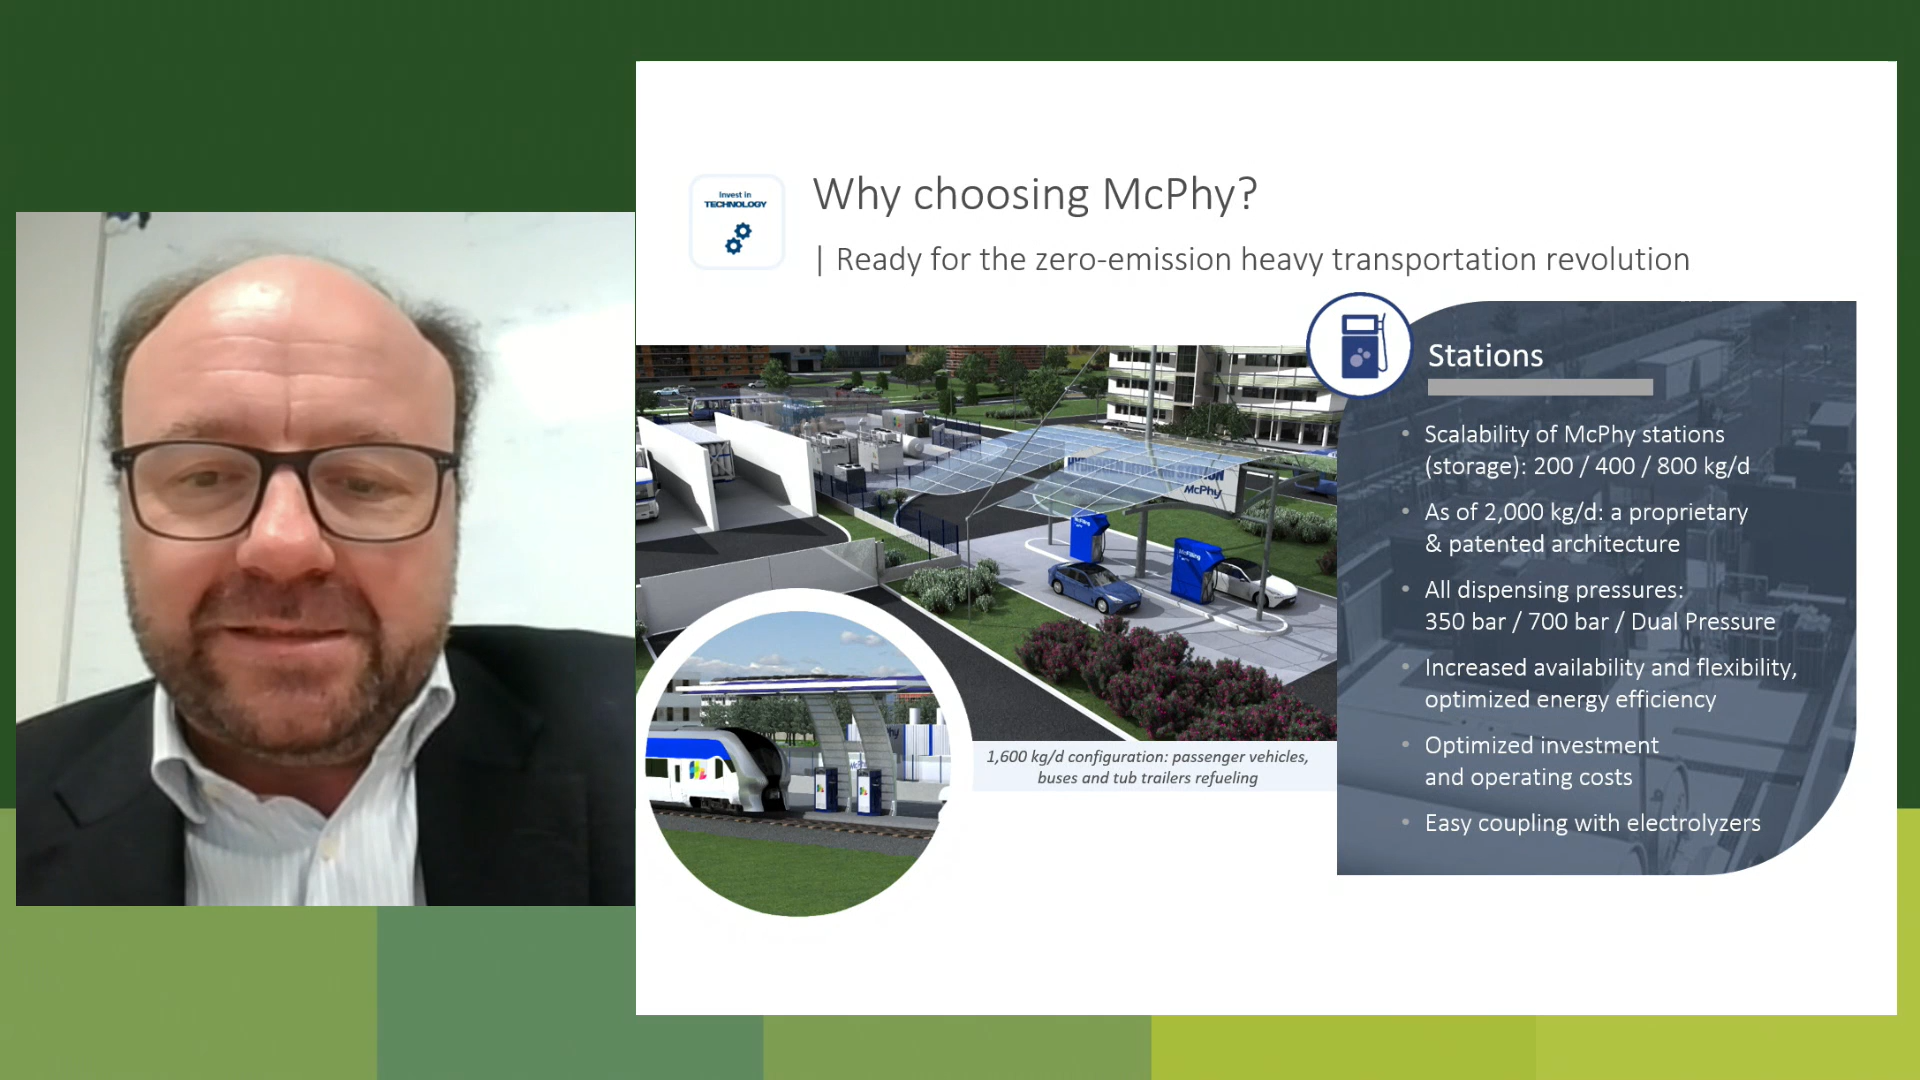 Invest in
TECHNOLOGY
Why choosing McPhy?
| Ready for the zero-emission heavy transportation revolution
McPhy
Stations
• Scalability of McPhy stations
(storage): 200 / 400 / 800 kg/d
• As of 2,000 kg/d: a proprietary
& patented architecture
• All dispensing pressures:
350 bar / 700 bar / Dual Pressure
• Increased availability and flexibility,
optimized energy efficiency
• Optimized investment
and operating costs
• Easy coupling with electrolyzers
1,600 kg/d configuration: passenger vehicles,
buses and tub trailers refueling